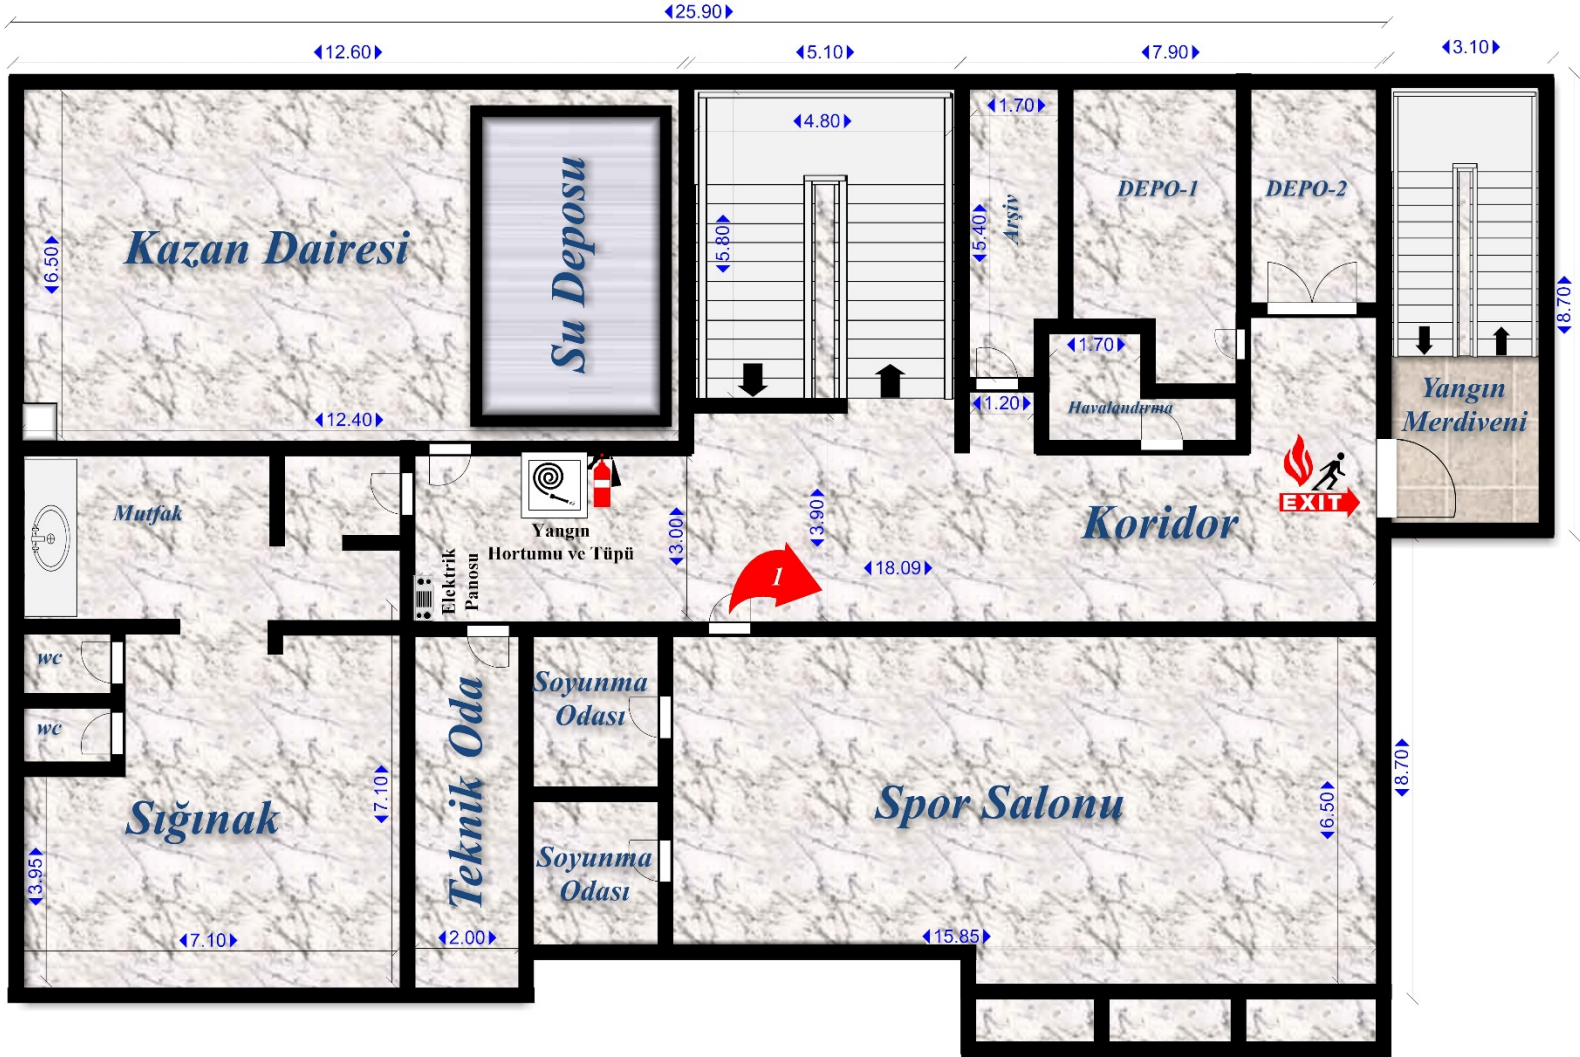 25.90
12.60
5.10
7.90
3.10
1.70
4.80
Kazan Dairesi
Su Deposu
6.50
5.80
5.40
Arşiv
DEPO-1
DEPO-2
8.70
1.70
12.40
1.20
Havalandırma
Yangın
Merdiveni
Mutfak
Yangın
Hortumu ve Tüpü
Elektrik
Panosu
3.00
3.90
18.09
1
Koridor
EXIT
wc
wc
Sığınak
7.10
3.95
7.10
Teknik Oda
2.00
Soyunma
Odası
Soyunma
Odası
Spor Salonu
15.85
6.50
8.70